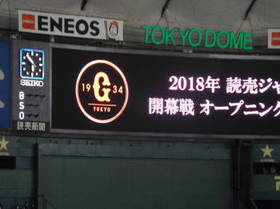 ENEOS
TOKYO DOME
SEIKO
B
S
O
読売新聞
19 G 34
TOKYO
2018年 読売ジャ
開幕戦 オープニング